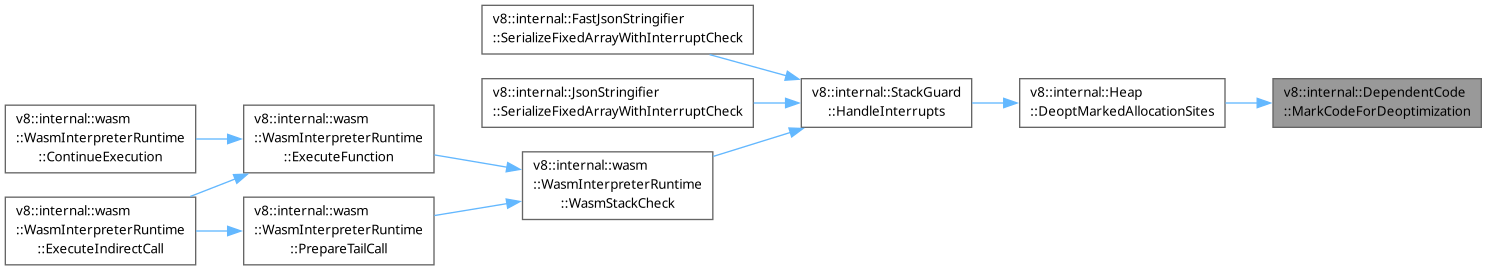 v8::internal::FastJsonStringifier
::SerializeFixedArrayWithInterruptCheck
v8::internal::JsonStringifier
::SerializeFixedArrayWithInterruptCheck
v8::internal::StackGuard
::HandleInterrupts
v8::internal::Heap
::DeoptMarkedAllocationSites
v8::internal::DependentCode
::MarkCodeForDeoptimization
v8::internal::wasm
::WasmInterpreterRuntime
::ContinueExecution
v8::internal::wasm
::WasmInterpreterRuntime
::ExecuteFunction
v8::internal::wasm
::WasmInterpreterRuntime
::WasmStackCheck
v8::internal::wasm
::WasmInterpreterRuntime
::ExecuteIndirectCall
v8::internal::wasm
::WasmInterpreterRuntime
::PrepareTailCall